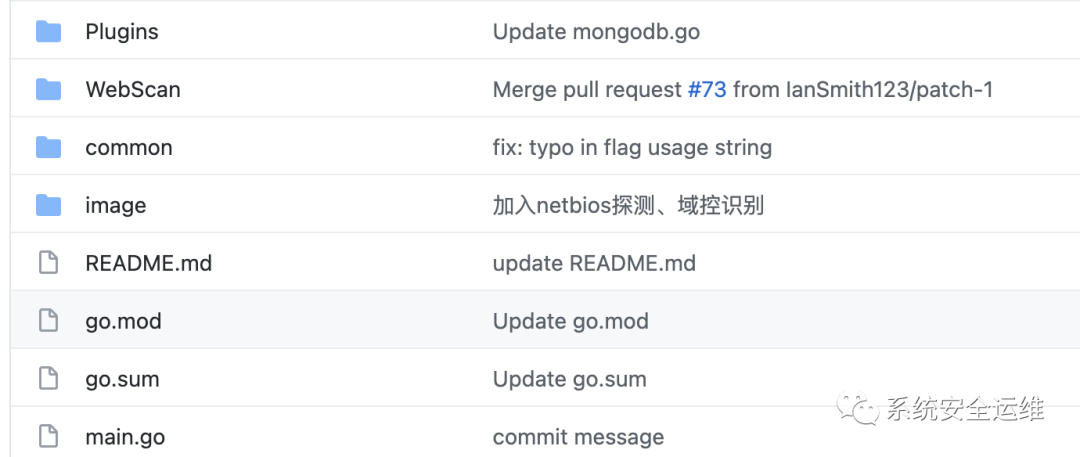 Plugins Update mongodb.go
WebScan Merge pull request #73 from IanSmith123/patch-1
common fix: typo in flag usage string
image 加入netbios探测、域控识别
README.md update README.md
go.mod Update go.mod
go.sum Update go.sum
系统安全运维
main.go commit message